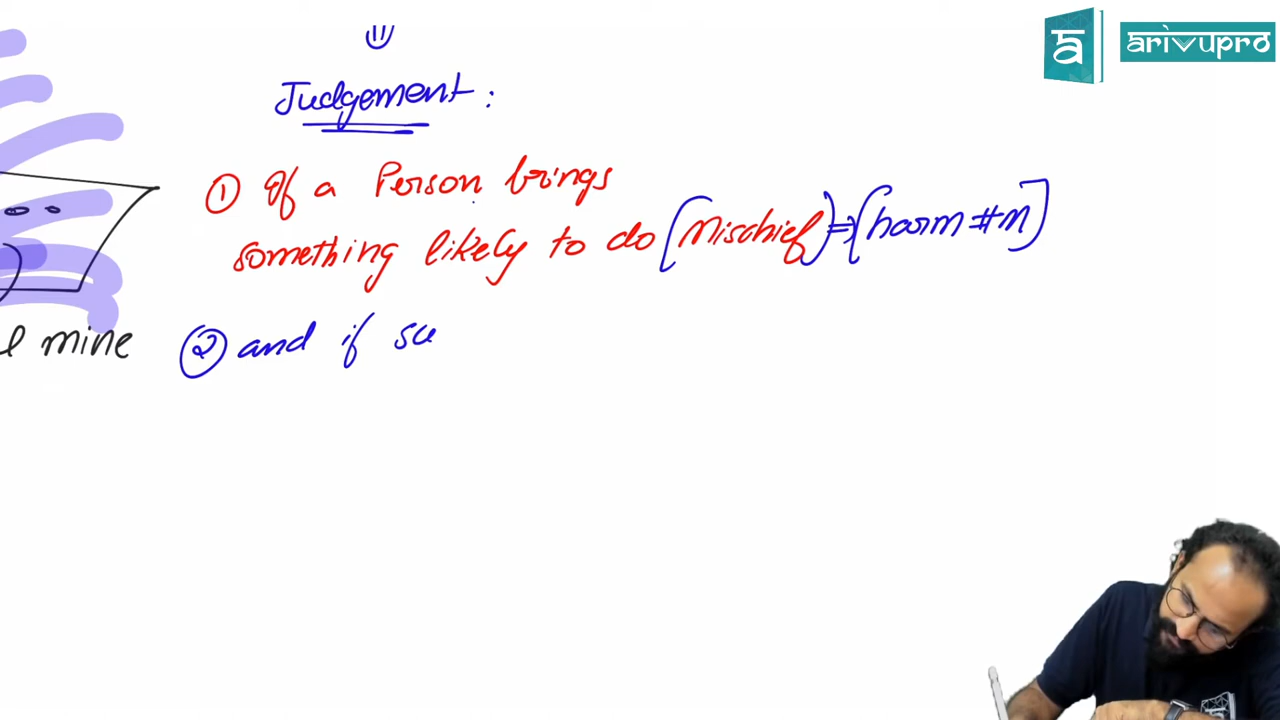 arivupro
Judgement :
① If a Person brings
something likely to do [Mischief] ⇒ [harm #M]
mine ② and if su